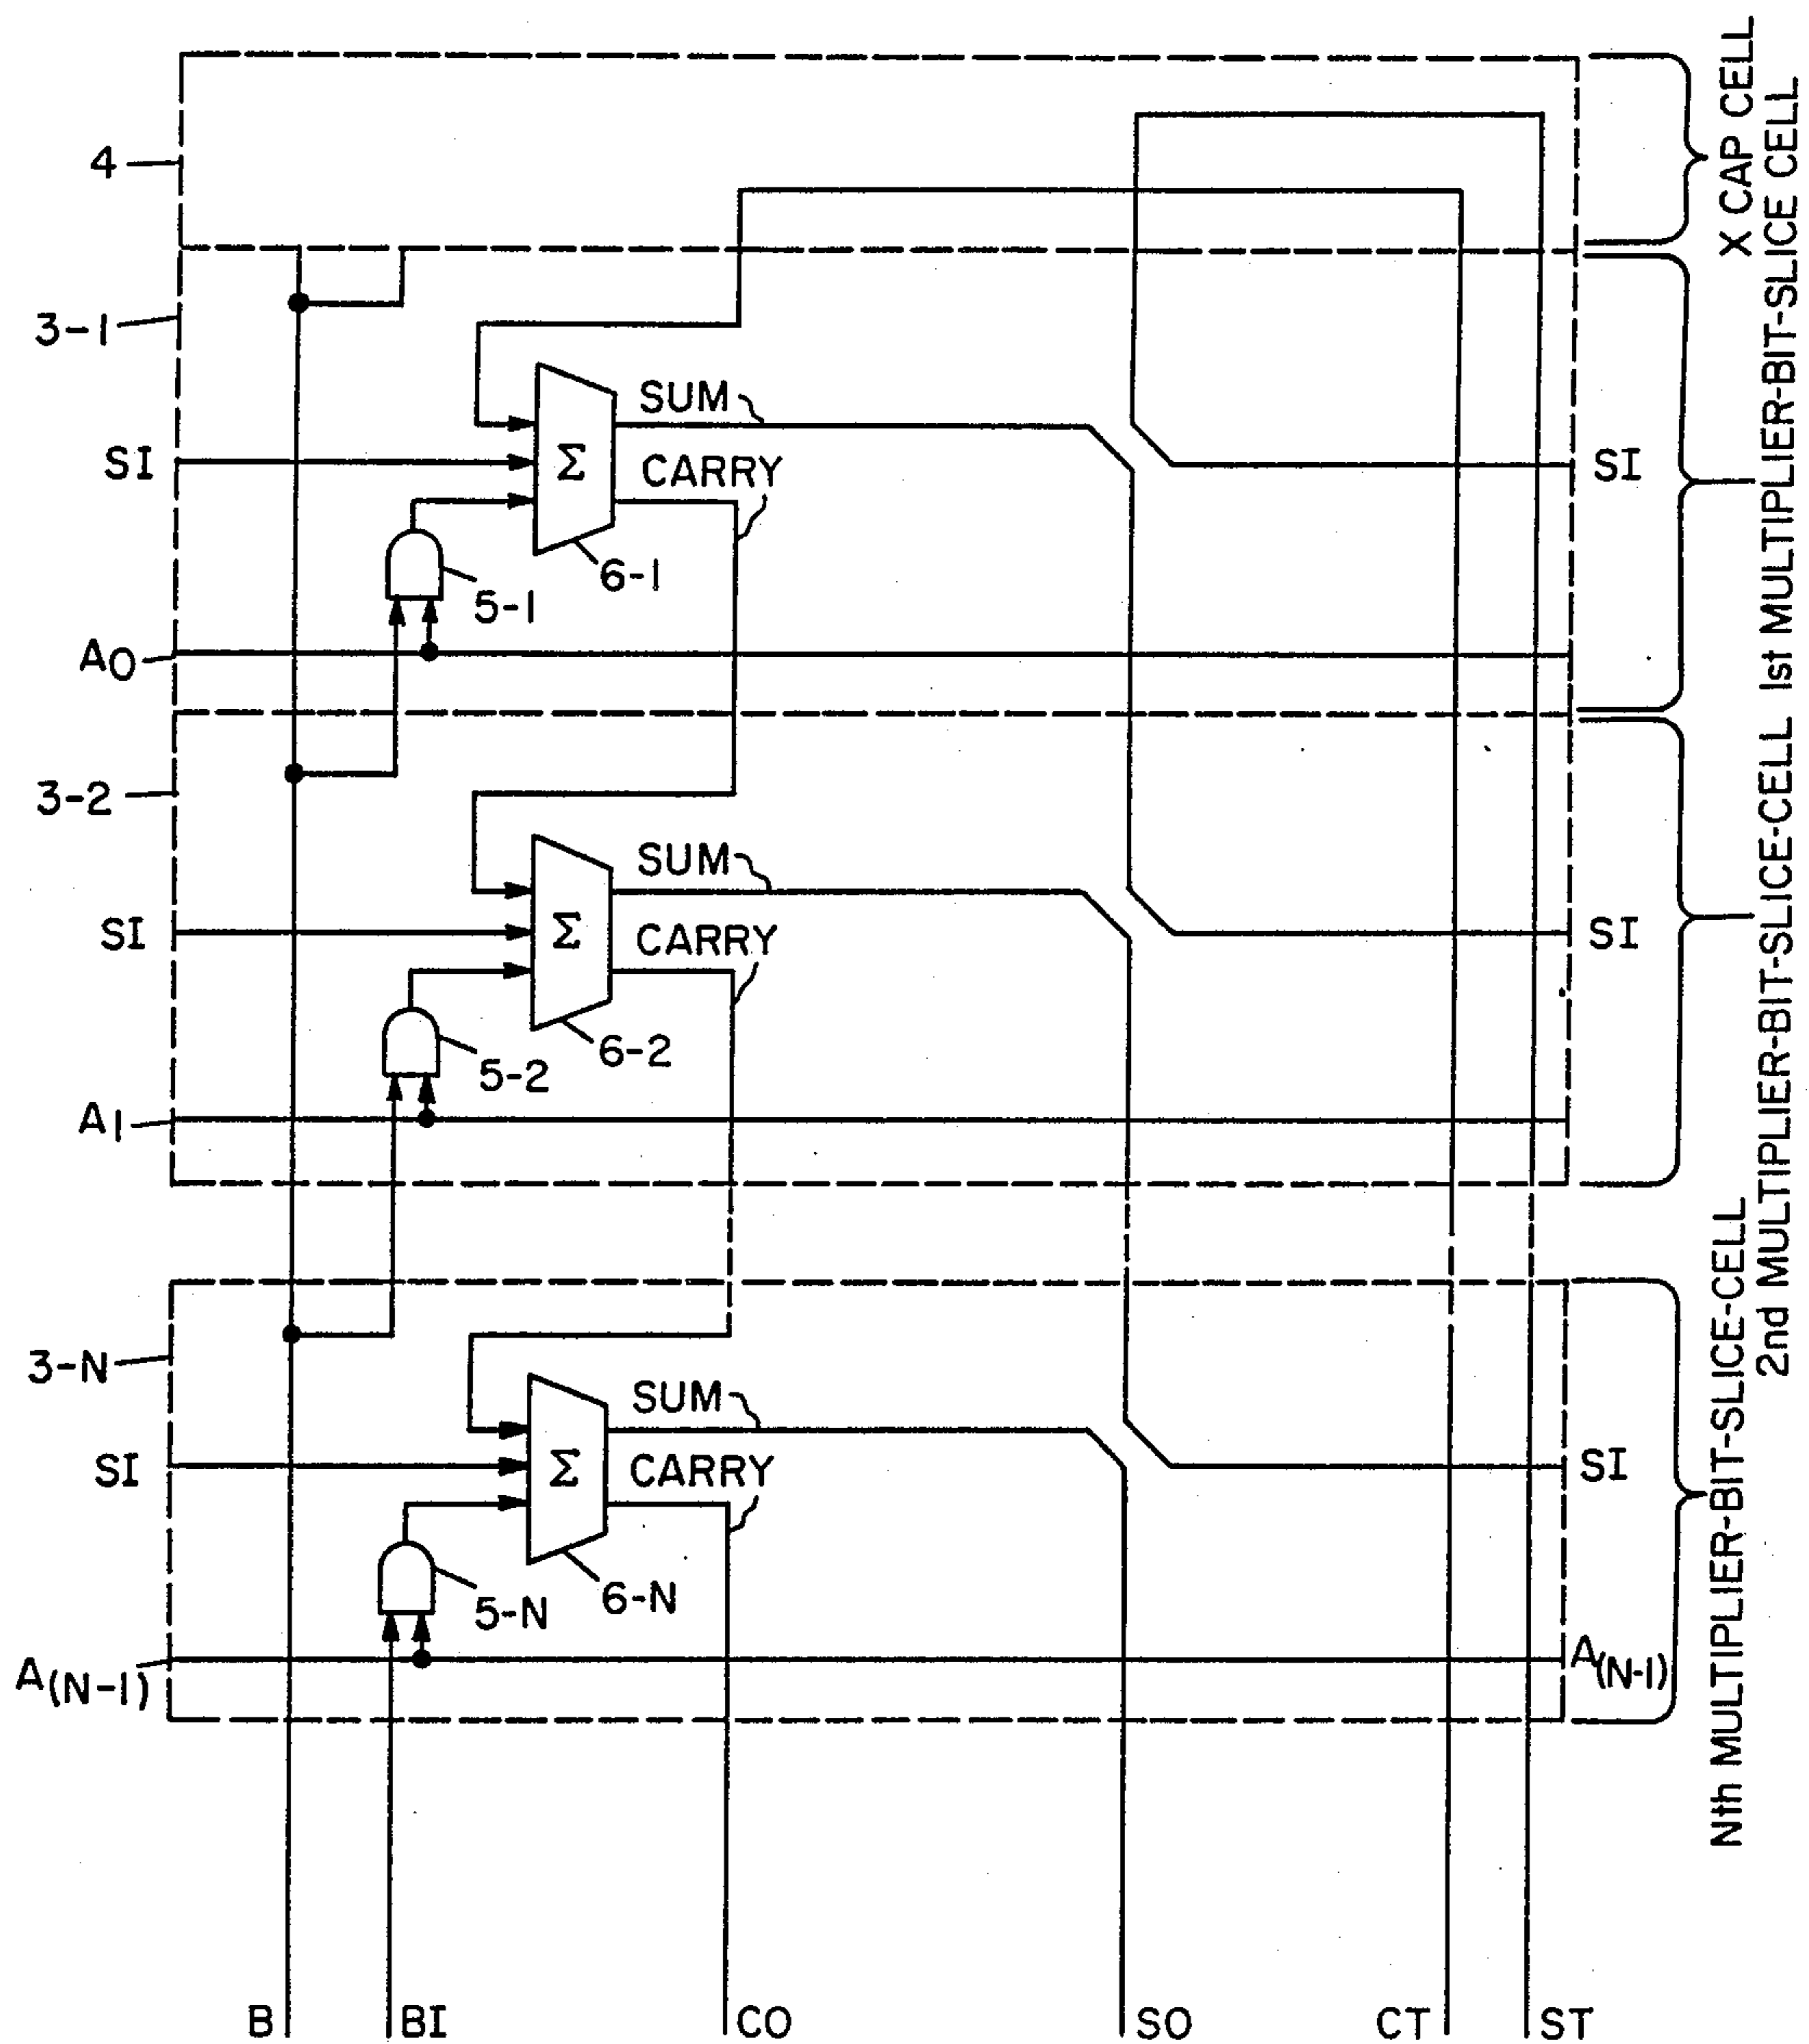 4
3-1
SI
SUM
Σ
CARRY
SI
6-1
5-1
A0
3-2
SUM
SI
Σ
CARRY
SI
6-2
5-2
A1
3-N
SUM
SI
Σ
CARRY
SI
6-N
5-N
A(N-1)
A(N-1)
B
BI
CO
SO
CT
ST
X CAP CELL
1st MULTIPLIER-BIT-SLICE CELL
2nd MULTIPLIER-BIT-SLICE-CELL
Nth MULTIPLIER-BIT-SLICE-CELL